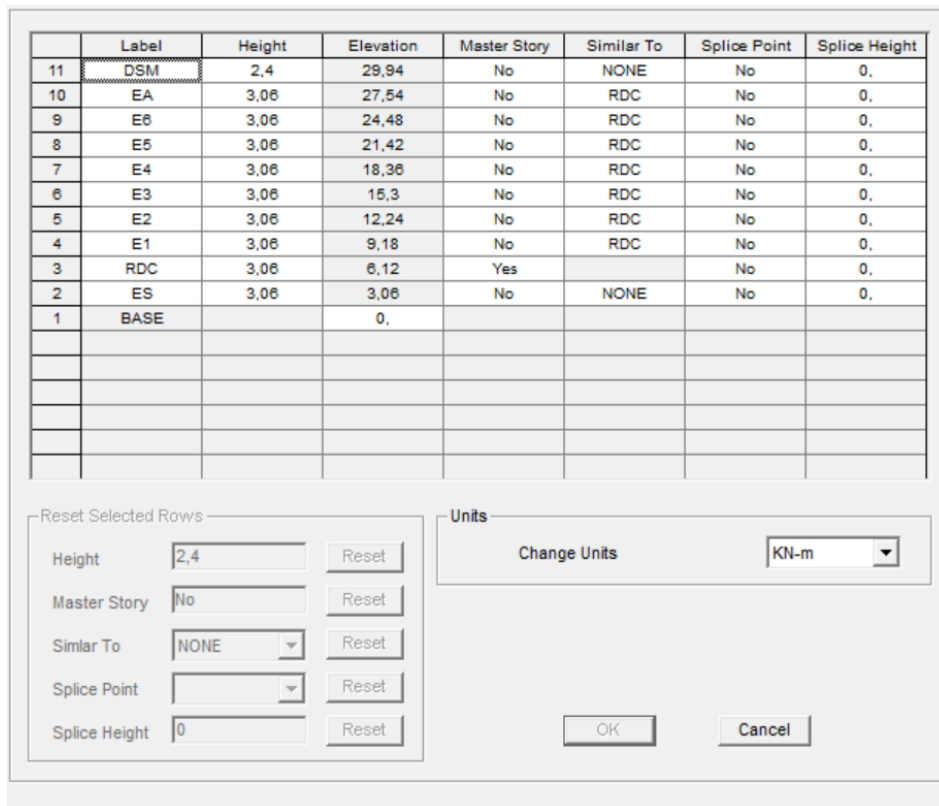 Label Height Elevation Master Story Similar To Splice Point Splice Height
11 DSM 2,4 29,94 No NONE No 0,
10 EA 3,06 27,54 No RDC No 0,
9 E6 3,06 24,48 No RDC No 0,
8 E5 3,06 21,42 No RDC No 0,
7 E4 3,06 18,36 No RDC No 0,
6 E3 3,06 15,3 No RDC No 0,
5 E2 3,06 12,24 No RDC No 0,
4 E1 3,06 9,18 No RDC No 0,
3 RDC 3,06 6,12 Yes No 0,
2 ES 3,06 3,06 No NONE No 0,
1 BASE 0,
Reset Selected Rows
Height 2,4 Reset
Master Story No Reset
Simlar To NONE Reset
Splice Point Reset
Splice Height 0 Reset
Units
Change Units KN-m
OK Cancel